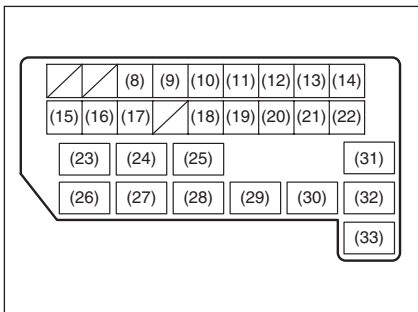 (8) (9) (10) (11) (12) (13) (14)
(15) (16) (17) (18) (19) (20) (21) (22)
(23) (24) (25) (31)
(26) (27) (28) (29) (30) (32)
(33)